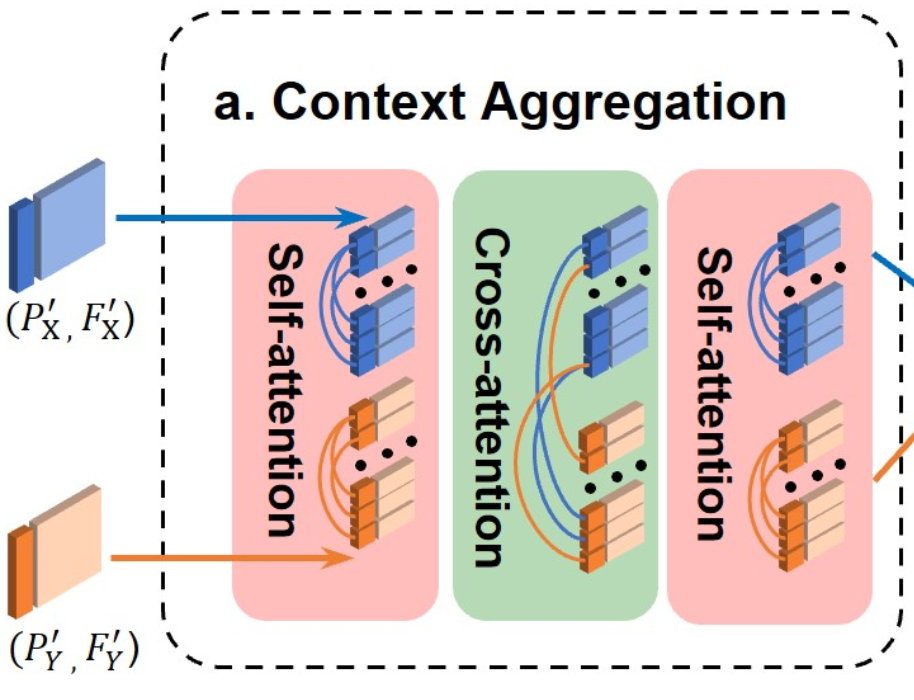 a. Context Aggregation
Self-attention
Cross-attention
Self-attention
(P′X, F′X)
(P′Y, F′Y)